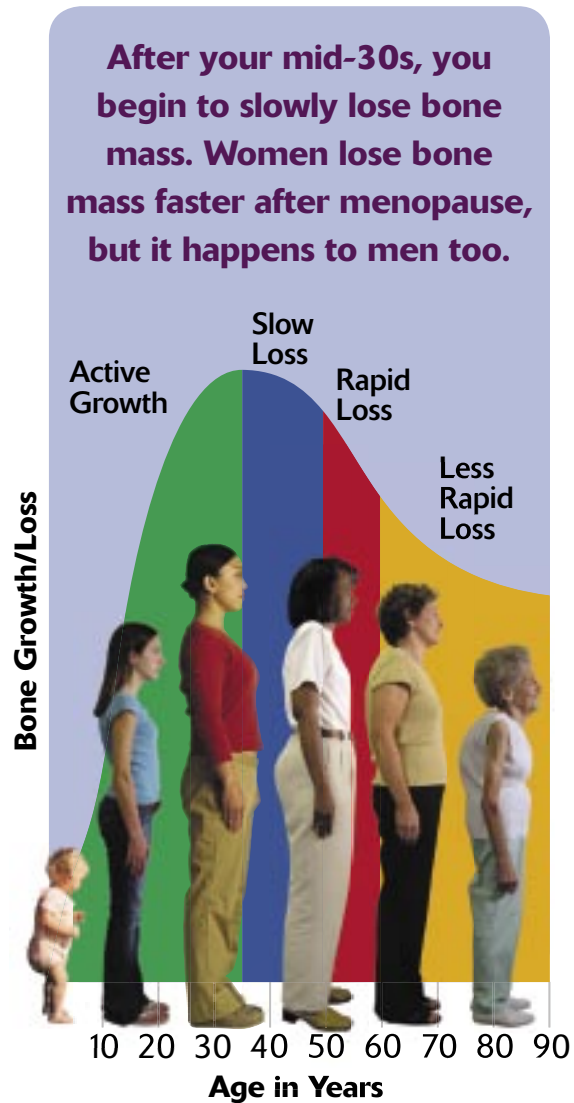 After your mid-30s, you
begin to slowly lose bone
mass. Women lose bone
mass faster after menopause,
but it happens to men too.
Slow
Loss
Active
Growth
Rapid
Loss
Less
Rapid
Loss
Bone Growth/Loss
10 20 30 40 50 60 70 80 90
Age in Years